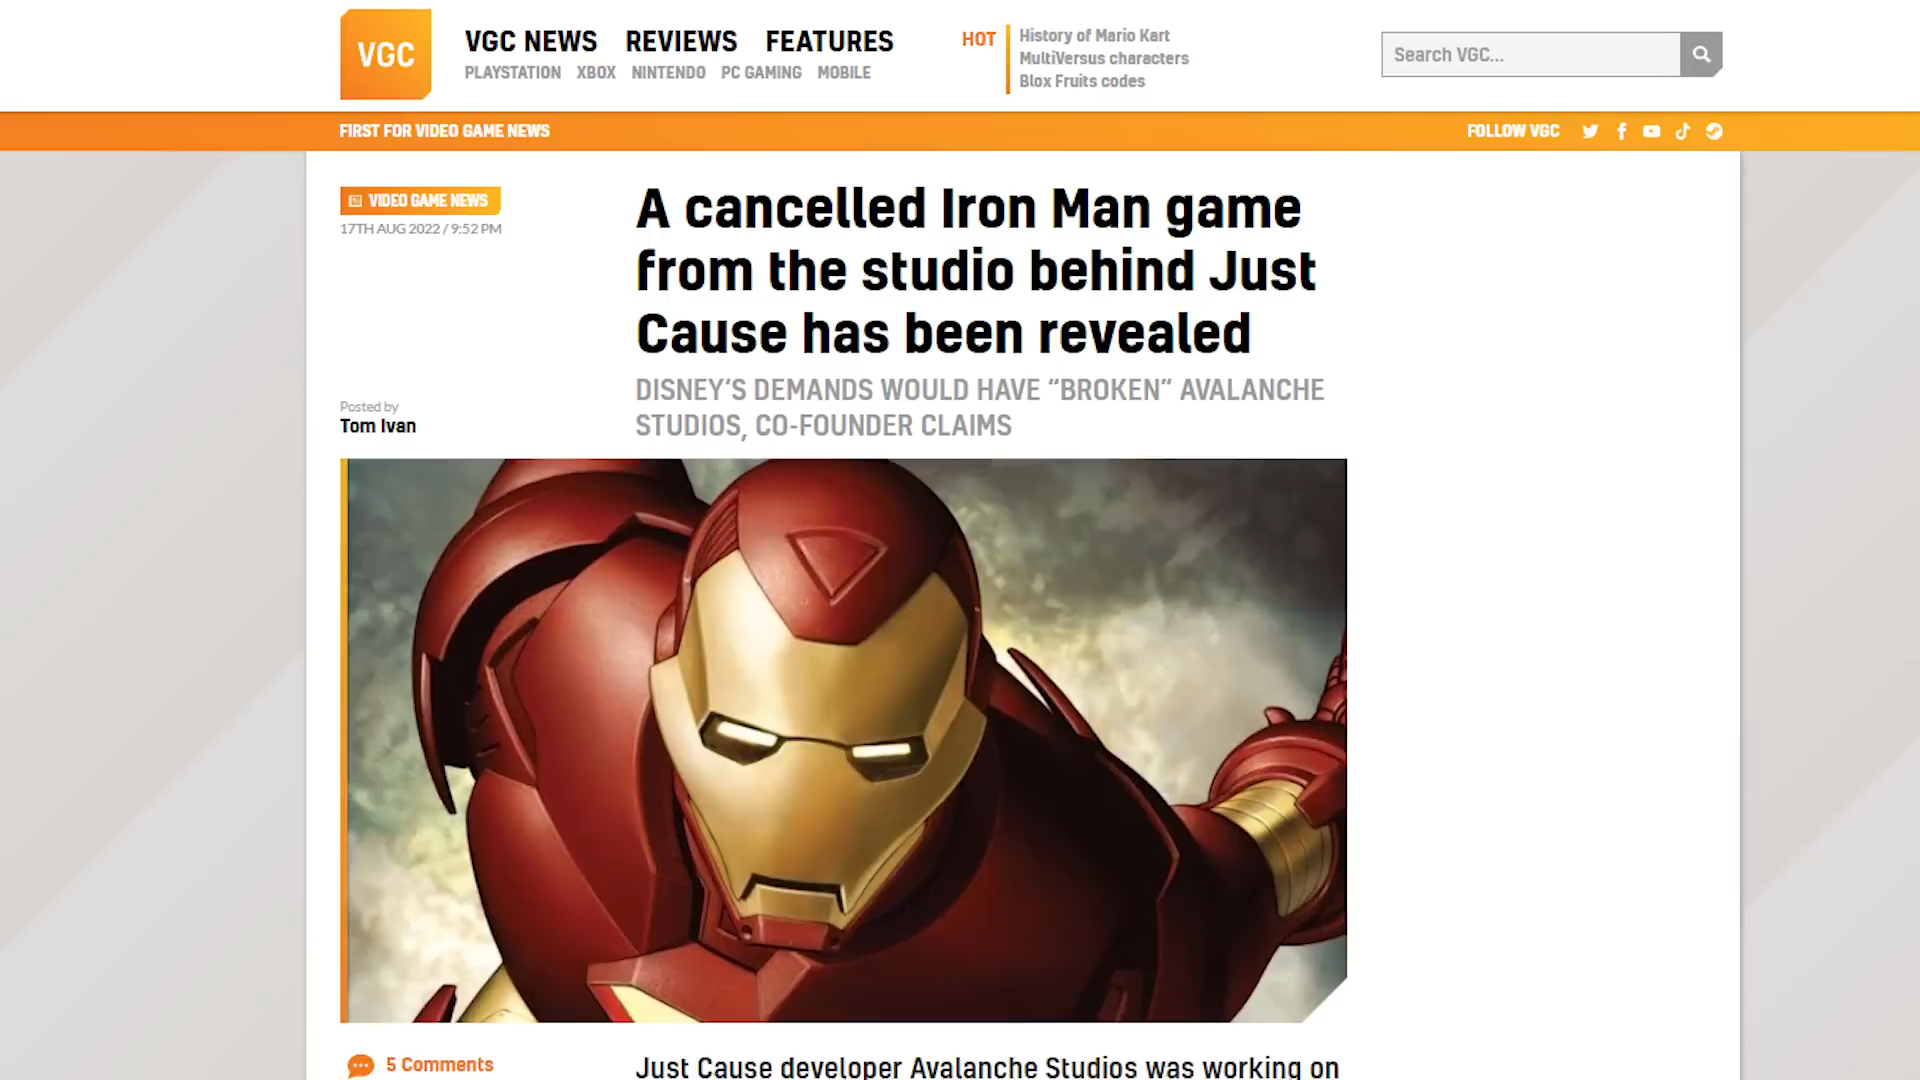 VGC
VGC NEWS REVIEWS FEATURES
PLAYSTATION XBOX NINTENDO PC GAMING MOBILE
HOT
History of Mario Kart
MultiVersus characters
Blox Fruits codes
Search VGC...
FIRST FOR VIDEO GAME NEWS
FOLLOW VGC
VIDEO GAME NEWS
17TH AUG 2022 / 9:52 PM
A cancelled Iron Man game
from the studio behind Just
Cause has been revealed
DISNEY'S DEMANDS WOULD HAVE “BROKEN” AVALANCHE
STUDIOS, CO-FOUNDER CLAIMS
Posted by
Tom Ivan
5 Comments
Just Cause developer Avalanche Studios was working on